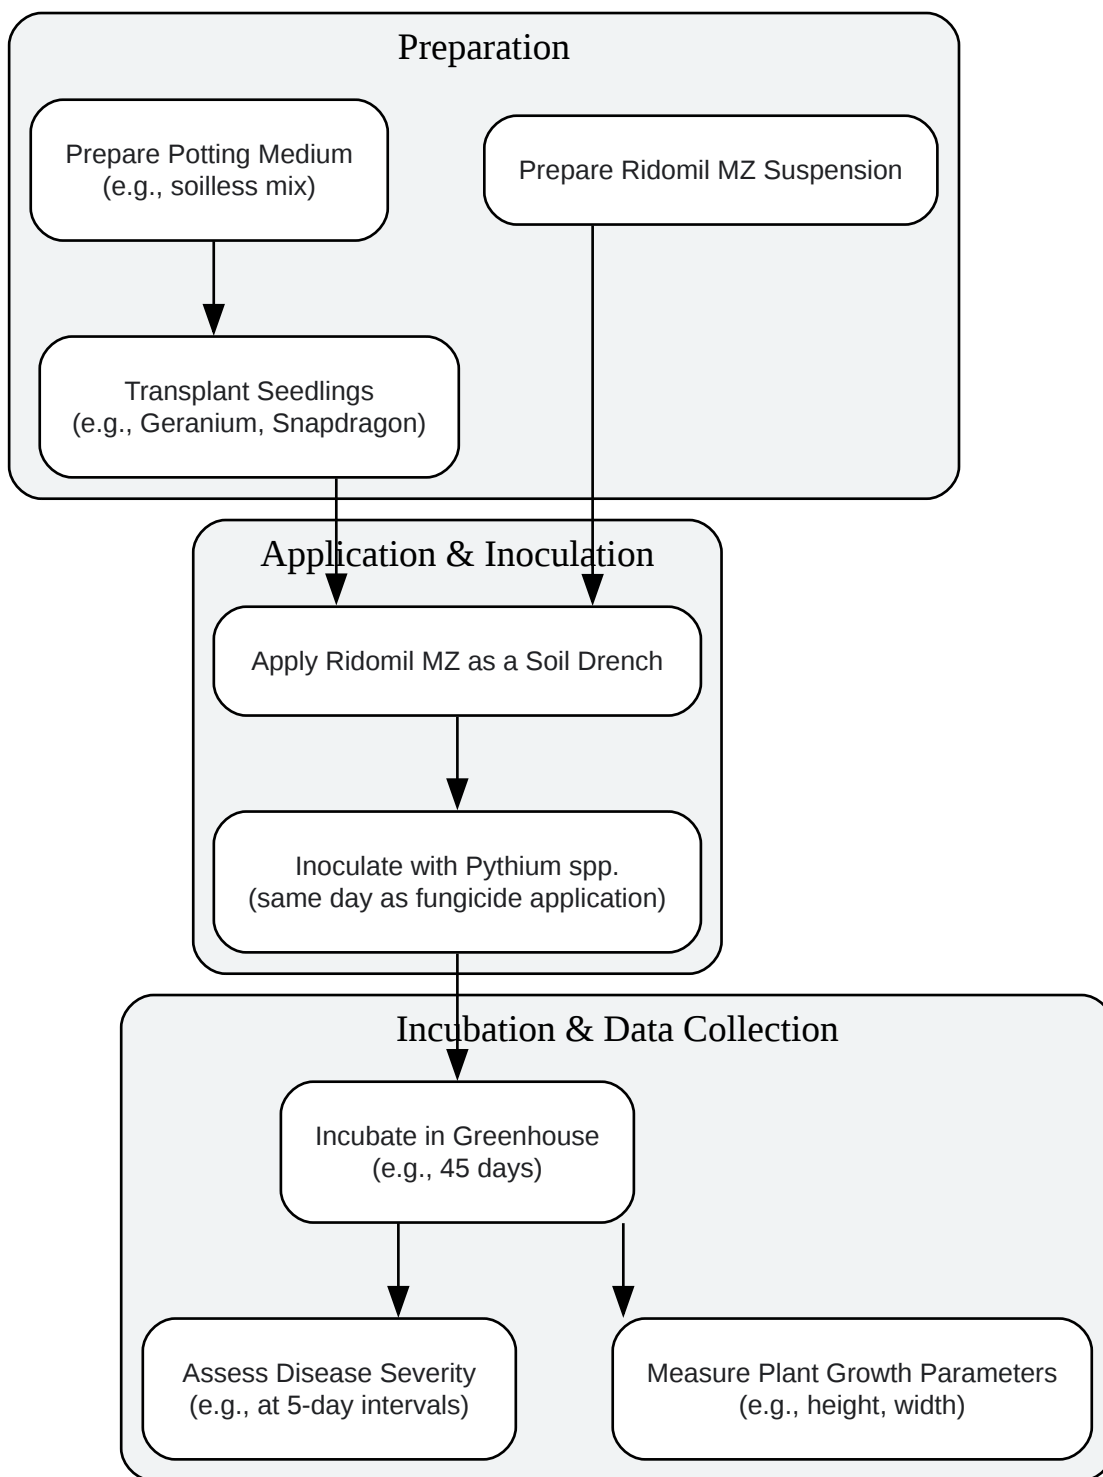 Preparation
Prepare Potting Medium
(e.g., soilless mix)
Prepare Ridomil MZ Suspension
Transplant Seedlings
(e.g., Geranium, Snapdragon)
Application & Inoculation
Apply Ridomil MZ as a Soil Drench
Inoculate with Pythium spp.
(same day as fungicide application)
Incubation & Data Collection
Incubate in Greenhouse
(e.g., 45 days)
Assess Disease Severity
(e.g., at 5-day intervals)
Measure Plant Growth Parameters
(e.g., height, width)